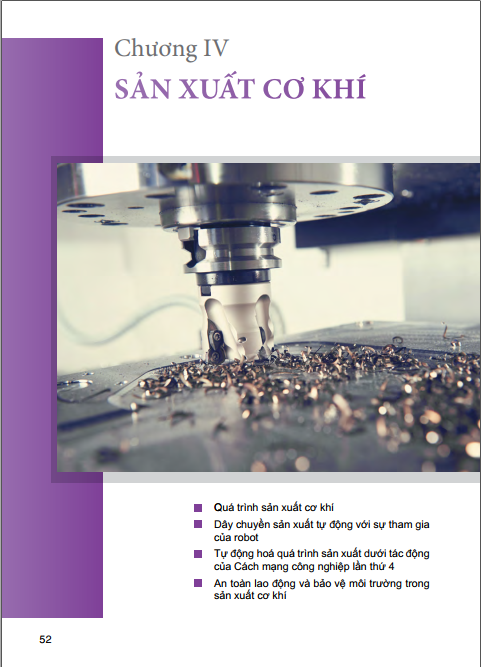 Chương IV
SẢN XUẤT CƠ KHÍ
Quá trình sản xuất cơ khí
Dây chuyền sản xuất tự động với sự tham gia
của robot
Tự động hoá quá trình sản xuất dưới tác động
của Cách mạng công nghiệp lần thứ 4
An toàn lao động và bảo vệ môi trường trong
sản xuất cơ khí
52